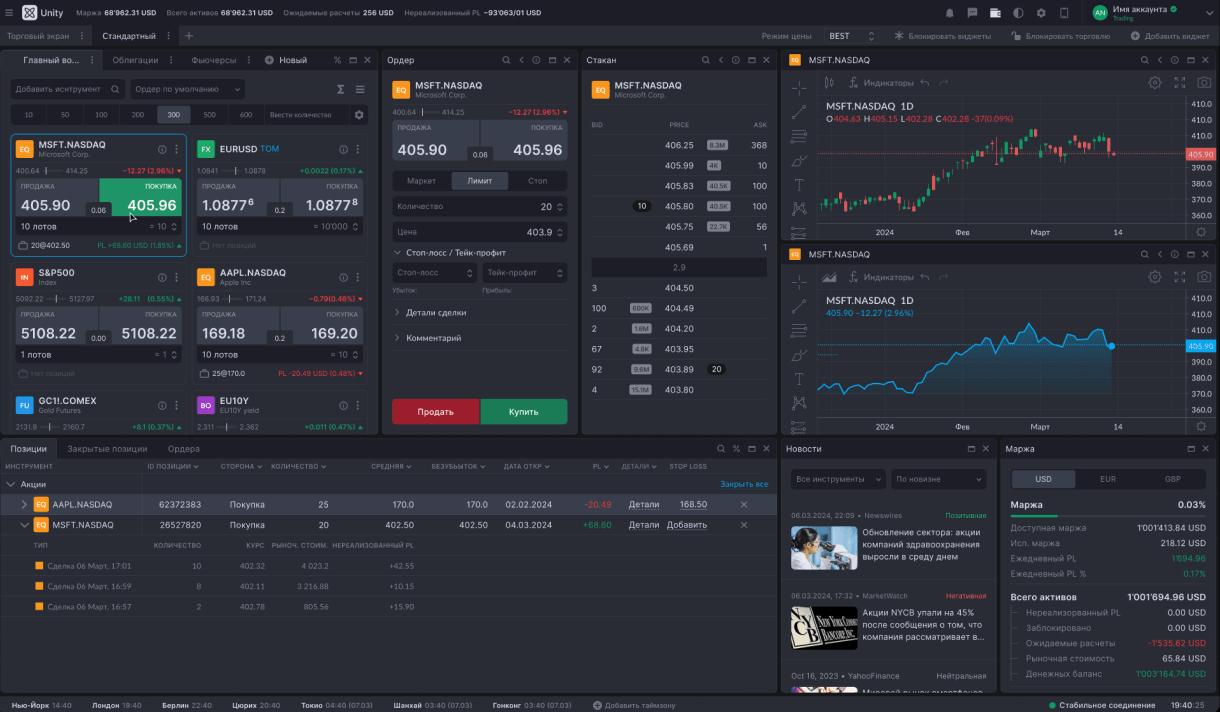 Unity Маржа 68'962.31 USD Всего активов 68'962.31 USD Ожидаемые расчеты 256 USD Нереализованный PL −93'063/01 USD AN Имя аккаунта Trading
Торговый экран Стандартный Режим цены BEST Блокировать виджеты Блокировать торговлю Добавить виджет
Главный во... Облигации Фьючерсы Новый
Добавить инструмент Ордер по умолчанию
10 50 100 200 300 500 600 Ввести количество
EQ MSFT.NASDAQ
Microsoft Corp.
400.64 414.25 −12.27 (2.96%)
ПРОДАЖА ПОКУПКА
405.90 0.06 405.96
10 лотов ≈ 10
20@402.50 PL +68.60 USD (1.85%)
FX EURUSD TOM
1.0841 1.0878 +0.0022 (0.17%)
ПРОДАЖА ПОКУПКА
1.0877⁶ 0.2 1.0877⁸
10 лотов ≈ 10'000
Нет позиций
IN S&P500
Index
5092.22 5127.97 +28.11 (0.55%)
ПРОДАЖА ПОКУПКА
5108.22 0.00 5108.22
1 лотов ≈ 1
Нет позиций
EQ AAPL.NASDAQ
Apple Inc
168.93 171.24 −0.79(0.46%)
ПРОДАЖА ПОКУПКА
169.18 0.2 169.20
10 лотов ≈ 10
25@170.0 PL -20.49 USD (0.48%)
FU GC1!.COMEX
Gold Futures
2131.9 2160.7 +8.1 (0.37%)
BO EU10Y
EU10Y yield
2.311 2.362 +0.011 (0.47%)
Ордер
EQ MSFT.NASDAQ
Microsoft Corp.
400.64 414.25 −12.27 (2.96%)
ПРОДАЖА ПОКУПКА
405.90 0.06 405.96
Маркет Лимит Стоп
Количество 20
Цена 403.9
Стоп-лосс / Тейк-профит
Стоп-лосс Тейк-профит
Убыток: Прибыль:
Детали сделки
Комментарий
Продать Купить
Стакан
EQ MSFT.NASDAQ
Microsoft Corp.
BID PRICE ASK
406.25 8.3M 368
405.99 4K 10
405.83 40.5K 100
10 405.80 40.5K 100
405.75 22.7K 56
405.69 1
2.9
3 404.50
100 600K 404.49
2 1.6M 404.20
67 4.6K 403.95
92 9.6M 403.89 20
4 15.1M 403.80
EQ MSFT.NASDAQ
Индикаторы
MSFT.NASDAQ 1D
O404.63 H405.15 L402.28 C402.28 -37(0.09%)
410.0
410.0
405.90
390.0
380.0
370.0
360.0
2024 Фев Март 14
EQ MSFT.NASDAQ
Индикаторы
MSFT.NASDAQ 1D
405.90 −12.27 (2.96%)
410.0
410.0
405.90
390.0
380.0
370.0
360.0
2024 Фев Март 14
Позиции Закрытые позиции Ордера
ИНСТРУМЕНТ ID ПОЗИЦИИ СТОРОНА КОЛИЧЕСТВО СРЕДНЯЯ БЕЗУБЫТОК ДАТА ОТКР PL ДЕТАЛИ STOP LOSS
Акции Закрыть все
EQ AAPL.NASDAQ 62372383 Покупка 25 170.0 170.0 02.02.2024 -20.49 Детали 168.50
EQ MSFT.NASDAQ 26527820 Покупка 20 402.50 402.50 04.03.2024 +68.60 Детали Добавить
ТИП КОЛИЧЕСТВО КУРС РЫНОЧ. СТОИМ. НЕРЕАЛИЗОВАННЫЙ PL
Сделка 06 Март, 17:01 10 402.32 4 023.2 +42.55
Сделка 06 Март, 16:59 8 402.11 3 216.88 +10.15
Сделка 06 Март, 16:57 2 402.78 805.56 +15.90
Новости
Все инструменты По новизне
06.03.2024, 22:09 • Newswires Позитивная
Обновление сектора: акции
компаний здравоохранения
выросли в среду днем
06.03.2024, 17:32 • MarketWatch Негативная
Акции NYCB упали на 45%
после сообщения о том, что
компания рассматривает в...
Oct 16, 2023 • YahooFinance Нейтральная
Мировой рынок смартфонов
Маржа
USD EUR GBP
Маржа 0.03%
Доступная маржа 1'001'413.84 USD
Исп. маржа 218.12 USD
Ежедневный PL 1'694.96
Ежедневный PL % 0.17%
Всего активов 1'001'694.96 USD
Нереализорванный PL 0.00 USD
Заблокировано 0.00 USD
Ожидаемые расчеты -1'535.62 USD
Рыночная стоимость 65.84 USD
Денежных баланс 1'003'164.74 USD
Нью-Йорк 14:40 Лондон 19:40 Берлин 22:40 Цюрих 20:40 Токио 04:40 (07.03) Шанхай 03:40 (07.03) Гонконг 03:40 (07.03) Добавить таймзону Стабильное соединение 19:40:25